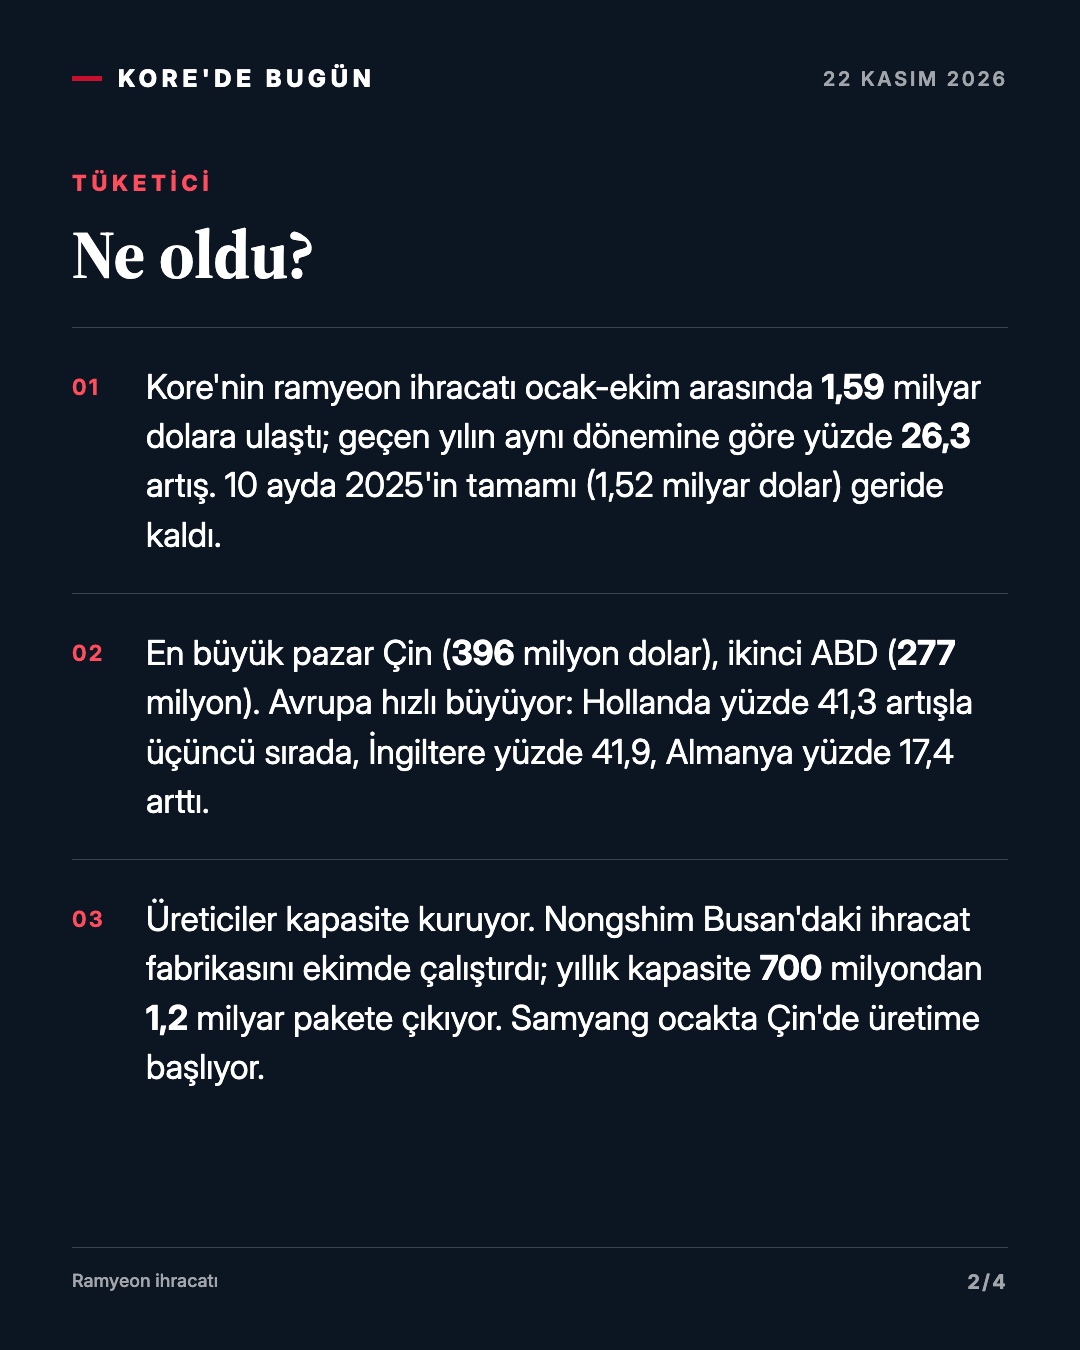 KORE'DE BUGÜN
22 KASIM 2026
TÜKETİCİ
Ne oldu?
01
Kore'nin ramyeon ihracatı ocak-ekim arasında 1,59 milyar
dolara ulaştı; geçen yılın aynı dönemine göre yüzde 26,3
artış. 10 ayda 2025'in tamamı (1,52 milyar dolar) geride
kaldı.
02
En büyük pazar Çin (396 milyon dolar), ikinci ABD (277
milyon). Avrupa hızlı büyüyor: Hollanda yüzde 41,3 artışla
üçüncü sırada, İngiltere yüzde 41,9, Almanya yüzde 17,4
arttı.
03
Üreticiler kapasite kuruyor. Nongshim Busan'daki ihracat
fabrikasını ekimde çalıştırdı; yıllık kapasite 700 milyondan
1,2 milyar pakete çıkıyor. Samyang ocakta Çin'de üretime
başlıyor.
Ramyeon ihracatı
2/4